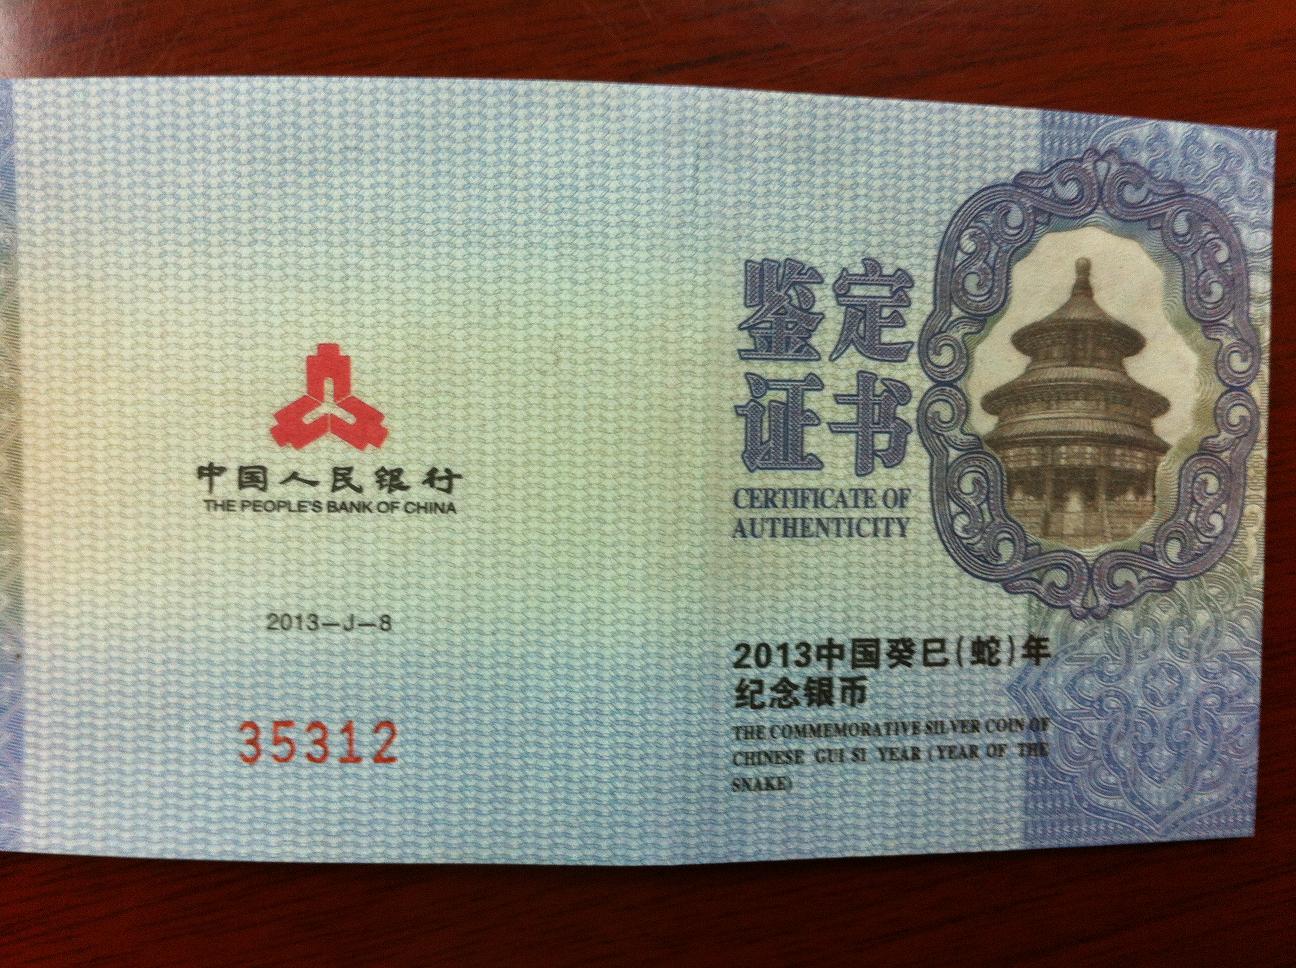 中国人民银行
THE PEOPLE'S BANK OF CHINA
2013—J—8
35312
鉴定
证书
CERTIFICATE OF
AUTHENTICITY
2013中国癸巳(蛇)年
纪念银币
THE COMMEMORATIVE SILVER COIN OF
CHINESE GUI SI YEAR (YEAR OF THE
SNAKE)